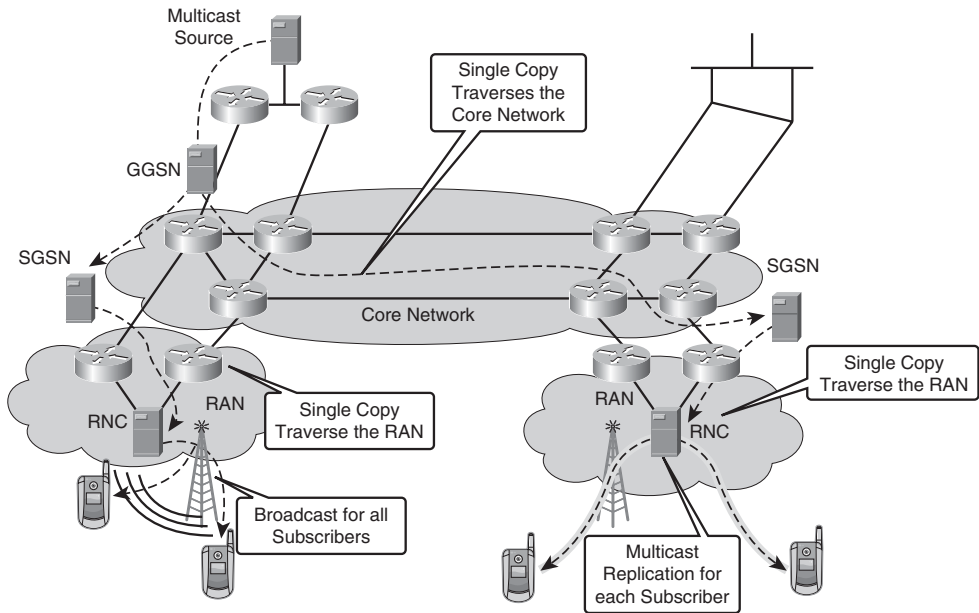 Multicast
Source
Single Copy
Traverses the
Core Network
GGSN
SGSN
SGSN
Core Network
Single Copy
Traverse the RAN
RAN
RNC
Single Copy
Traverse the RAN
RAN
RNC
Broadcast for all
Subscribers
Multicast
Replication for
each Subscriber